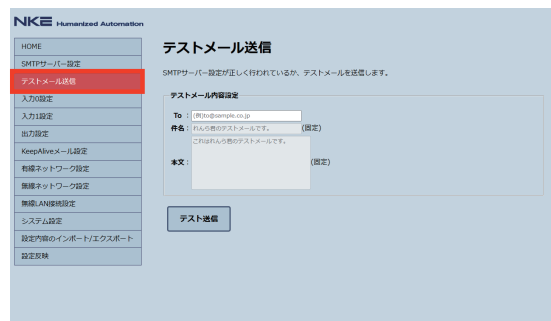 NKE Humanized Automation
HOME
SMTPサーバー設定
テストメール送信
入力0設定
入力1設定
出力設定
KeepAliveメール設定
有線ネットワーク設定
無線ネットワーク設定
無線LAN接続設定
システム設定
設定内容のインポート/エクスポート
設定反映
テストメール送信
SMTPサーバー設定が正しく行われているか、テストメールを送信します。
テストメール内容設定
To : (例)to@sample.co.jp
件名 : れんら君のテストメールです。 (固定)
これはれんら君のテストメールです。
本文 : (固定)
テスト送信